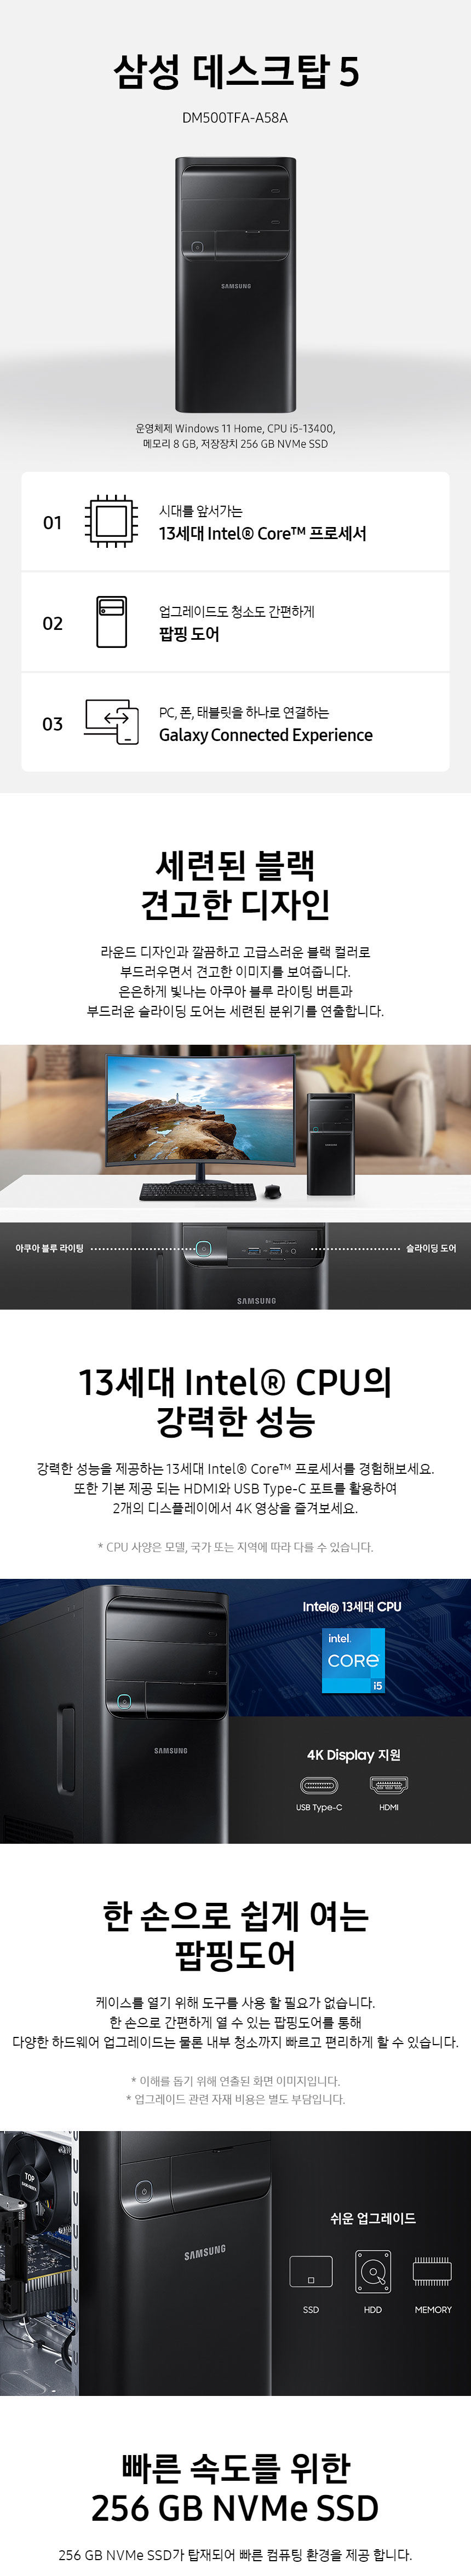 삼성 데스크탑 5
DM500TFA-A58A
SAMSUNG
운영체제 Windows 11 Home, CPU i5-13400,
메모리 8 GB, 저장장치 256 GB NVMe SSD
01
시대를 앞서가는
13세대 Intel® Core™ 프로세서
02
업그레이드도 청소도 간편하게
팝핑 도어
03
PC, 폰, 태블릿을 하나로 연결하는
Galaxy Connected Experience
세련된 블랙
견고한 디자인
라운드 디자인과 깔끔하고 고급스러운 블랙 컬러로
부드러우면서 견고한 이미지를 보여줍니다.
은은하게 빛나는 아쿠아 블루 라이팅 버튼과
부드러운 슬라이딩 도어는 세련된 분위기를 연출합니다.
아쿠아 블루 라이팅
슬라이딩 도어
SAMSUNG
13세대 Intel® CPU의
강력한 성능
강력한 성능을 제공하는 13세대 Intel® Core™ 프로세서를 경험해보세요.
또한 기본 제공 되는 HDMI와 USB Type-C 포트를 활용하여
2개의 디스플레이에서 4K 영상을 즐겨보세요.
* CPU 사양은 모델, 국가 또는 지역에 따라 다를 수 있습니다.
Intel® 13세대 CPU
intel.
CORE
i5
SAMSUNG
4K Display 지원
USB Type-C
HDMI
한 손으로 쉽게 여는
팝핑도어
케이스를 열기 위해 도구를 사용 할 필요가 없습니다.
한 손으로 간편하게 열 수 있는 팝핑도어를 통해
다양한 하드웨어 업그레이드는 물론 내부 청소까지 빠르고 편리하게 할 수 있습니다.
* 이해를 돕기 위해 연출된 화면 이미지입니다.
* 업그레이드 관련 자재 비용은 별도 부담입니다.
TOP
SAMSUNG
쉬운 업그레이드
SSD
HDD
MEMORY
빠른 속도를 위한
256 GB NVMe SSD
256 GB NVMe SSD가 탑재되어 빠른 컴퓨팅 환경을 제공 합니다.